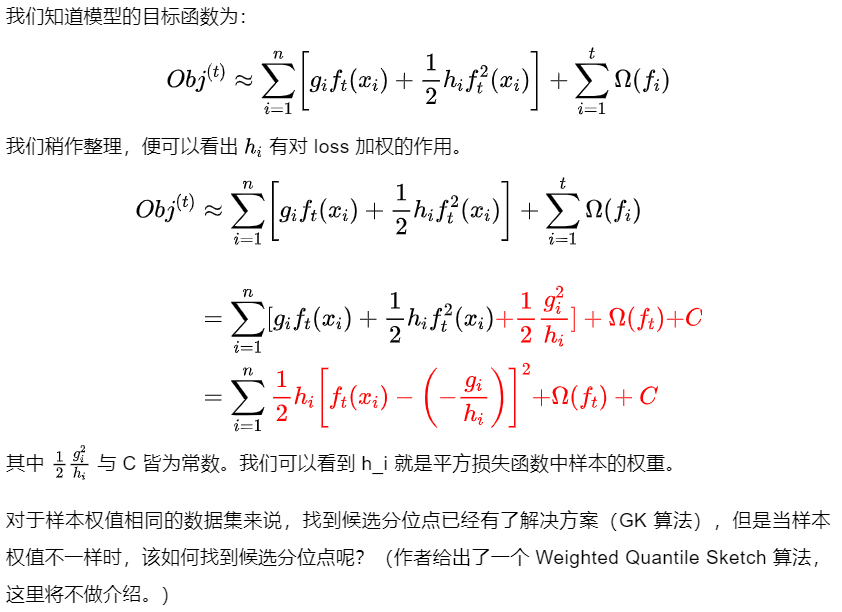 我们知道模型的目标函数为：
$Obj^{(t)} \approx \sum_{i=1}^{n} \left[ g_i f_t(x_i) + \frac{1}{2} h_i f_t^2(x_i) \right] + \sum_{i=1}^{t} \Omega(f_i)$
我们稍作整理，便可以看出 $h_i$ 有对 loss 加权的作用。
$Obj^{(t)} \approx \sum_{i=1}^{n} \left[ g_i f_t(x_i) + \frac{1}{2} h_i f_t^2(x_i) \right] + \sum_{i=1}^{t} \Omega(f_i)$
$= \sum_{i=1}^{n} [ g_i f_t(x_i) + \frac{1}{2} h_i f_t^2(x_i) + \frac{1}{2} \frac{g_i^2}{h_i} ] + \Omega(f_t) + C$
$= \sum_{i=1}^{n} \frac{1}{2} h_i \left[ f_t(x_i) - \left( -\frac{g_i}{h_i} \right) \right]^2 + \Omega(f_t) + C$
其中 $\frac{1}{2} \frac{g_i^2}{h_i}$ 与 C 皆为常数。我们可以看到 h_i 就是平方损失函数中样本的权重。
对于样本权值相同的数据集来说，找到候选分位点已经有了解决方案（GK 算法），但是当样本
权值不一样时，该如何找到候选分位点呢？（作者给出了一个 Weighted Quantile Sketch 算法，
这里将不做介绍。）